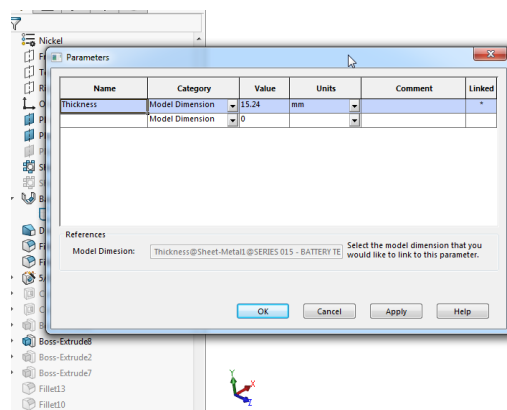 Nickel
Parameters
Name Category Value Units Comment Linked
Thickness Model Dimension 15.24 mm *
Model Dimension 0
References
Model Dimesion: Thickness@Sheet-Metal1@SERIES 015 - BATTERY TE
Select the model dimension that you
would like to link to this parameter.
OK Cancel Apply Help
Boss-Extrude8
Boss-Extrude2
Boss-Extrude7
Fillet13
Fillet10
Y
X
Z